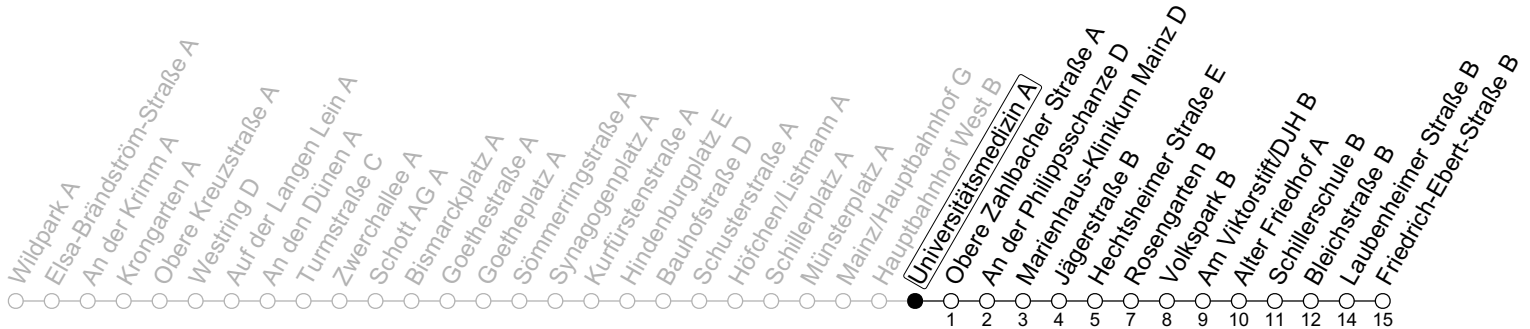 Wildpark A
Elsa-Brändström-Straße A
An der Krimm A
Krongarten A
Obere Kreuzstraße A
Westring D
Auf der Langen Lein A
An den Dünen A
Turmstraße C
Zwerchallee A
Schott AG A
Bismarckplatz A
Goethestraße A
Goetheplatz A
Sömmerringstraße A
Synagogenplatz A
Kurfürstenstraße A
Hindenburgplatz E
Bauhofstraße D
Schusterstraße A
Höfchen/Listmann A
Schillerplatz A
Münsterplatz A
Mainz/Hauptbahnhof G
Hauptbahnhof West B
Universitätsmedizin A
Obere Zahlbacher Straße A
An der Philippsschanze D
Marienhaus-Klinikum Mainz D
Jägerstraße B
Hechtsheimer Straße E
Rosengarten B
Volkspark B
Am Viktorstift/DJH B
Alter Friedhof A
Schillerschule B
Bleichstraße B
Laubenheimer Straße B
Friedrich-Ebert-Straße B
1 2 3 4 5 7 8 9 10 11 12 14 15